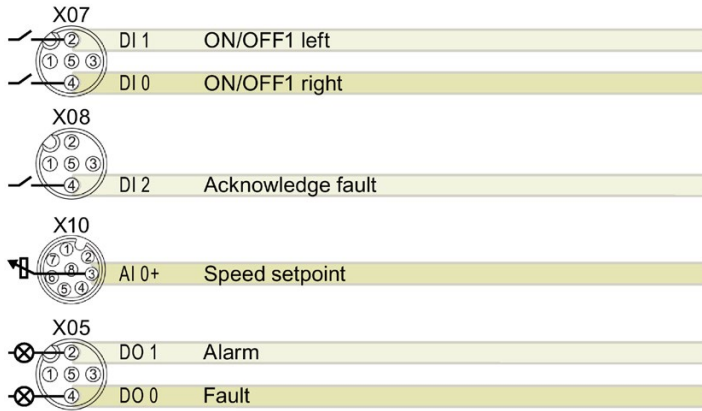 X07
2 DI 1 ON/OFF1 left
1 5 3
4 DI 0 ON/OFF1 right
X08
2
1 5 3
4 DI 2 Acknowledge fault
X10
1
7 2
8
6 3 AI 0+ Speed setpoint
5 4
X05
2 DO 1 Alarm
1 5 3
4 DO 0 Fault